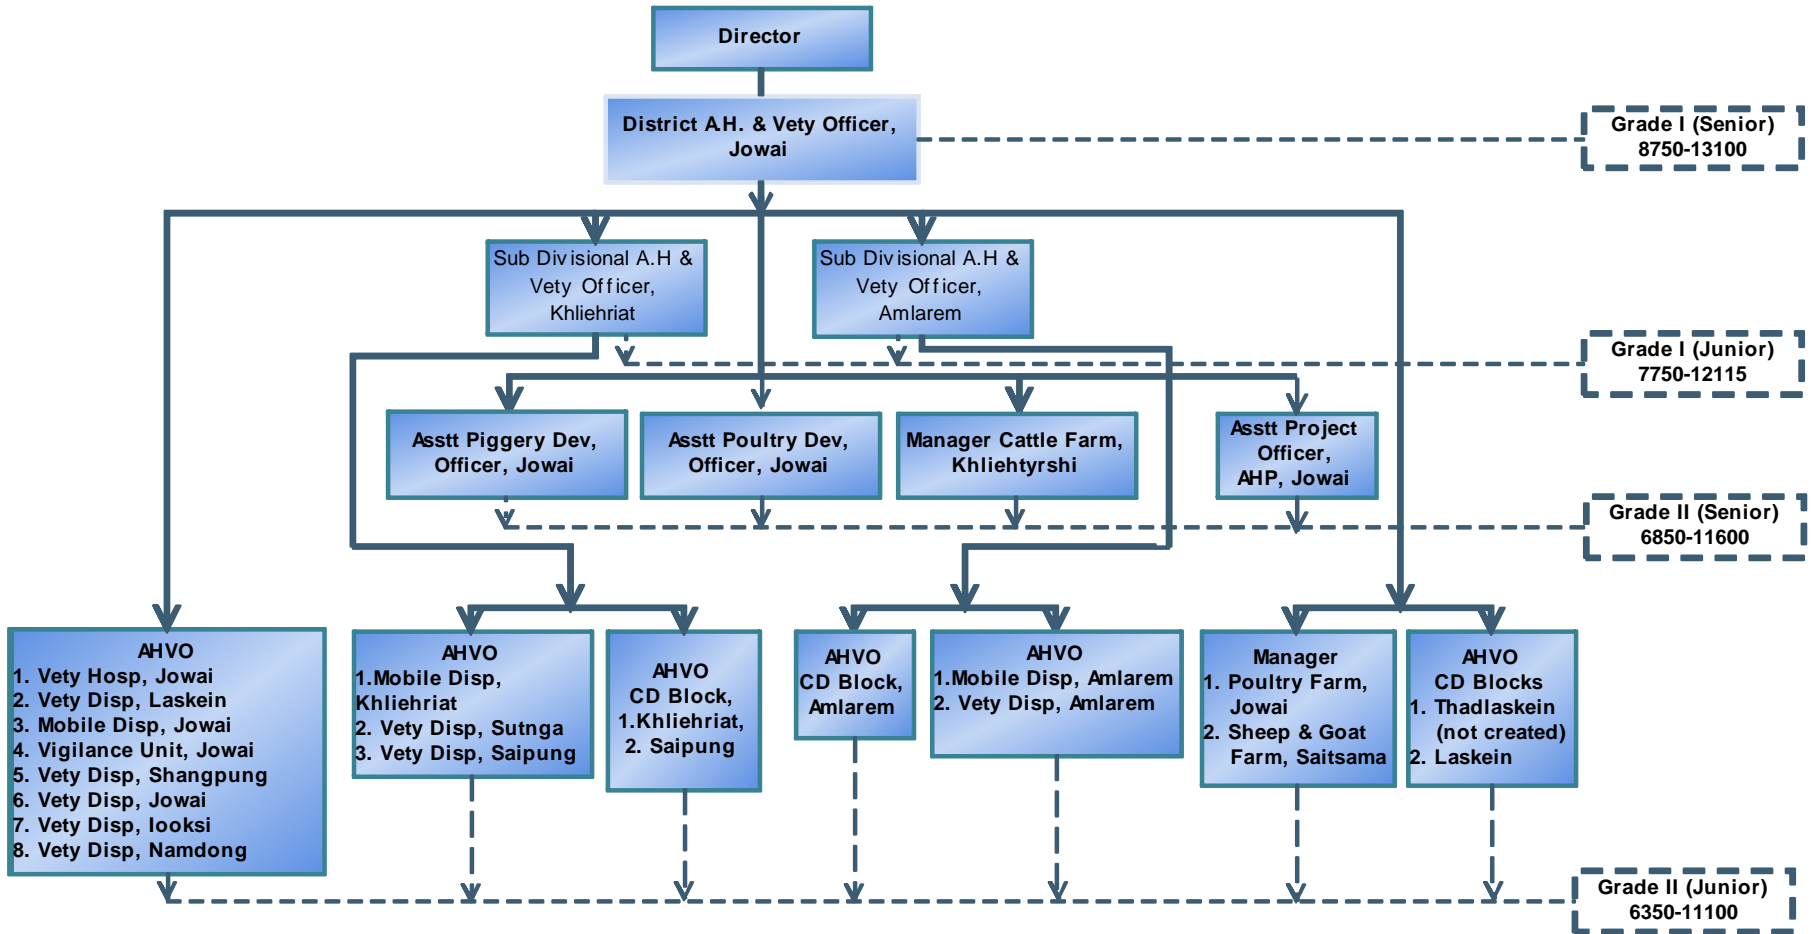 Director
District A.H. & Vety Officer,
Jowai
Grade I (Senior)
8750-13100
Sub Divisional A.H &
Vety Officer,
Khliehriat
Sub Divisional A.H &
Vety Officer,
Amlarem
Grade I (Junior)
7750-12115
Asstt Piggery Dev,
Officer, Jowai
Asstt Poultry Dev,
Officer, Jowai
Manager Cattle Farm,
Khliehtyrshi
Asstt Project
Officer,
AHP, Jowai
Grade II (Senior)
6850-11600
AHVO
1. Vety Hosp, Jowai
2. Vety Disp, Laskein
3. Mobile Disp, Jowai
4. Vigilance Unit, Jowai
5. Vety Disp, Shangpung
6. Vety Disp, Jowai
7. Vety Disp, Iooksi
8. Vety Disp, Namdong
AHVO
1.Mobile Disp,
Khliehriat
2. Vety Disp, Sutnga
3. Vety Disp, Saipung
AHVO
CD Block,
1.Khliehriat,
2. Saipung
AHVO
CD Block,
Amlarem
AHVO
1.Mobile Disp, Amlarem
2. Vety Disp, Amlarem
Manager
1. Poultry Farm,
Jowai
2. Sheep & Goat
Farm, Saitsama
AHVO
CD Blocks
1. Thadlaskein
(not created)
2. Laskein
Grade II (Junior)
6350-11100